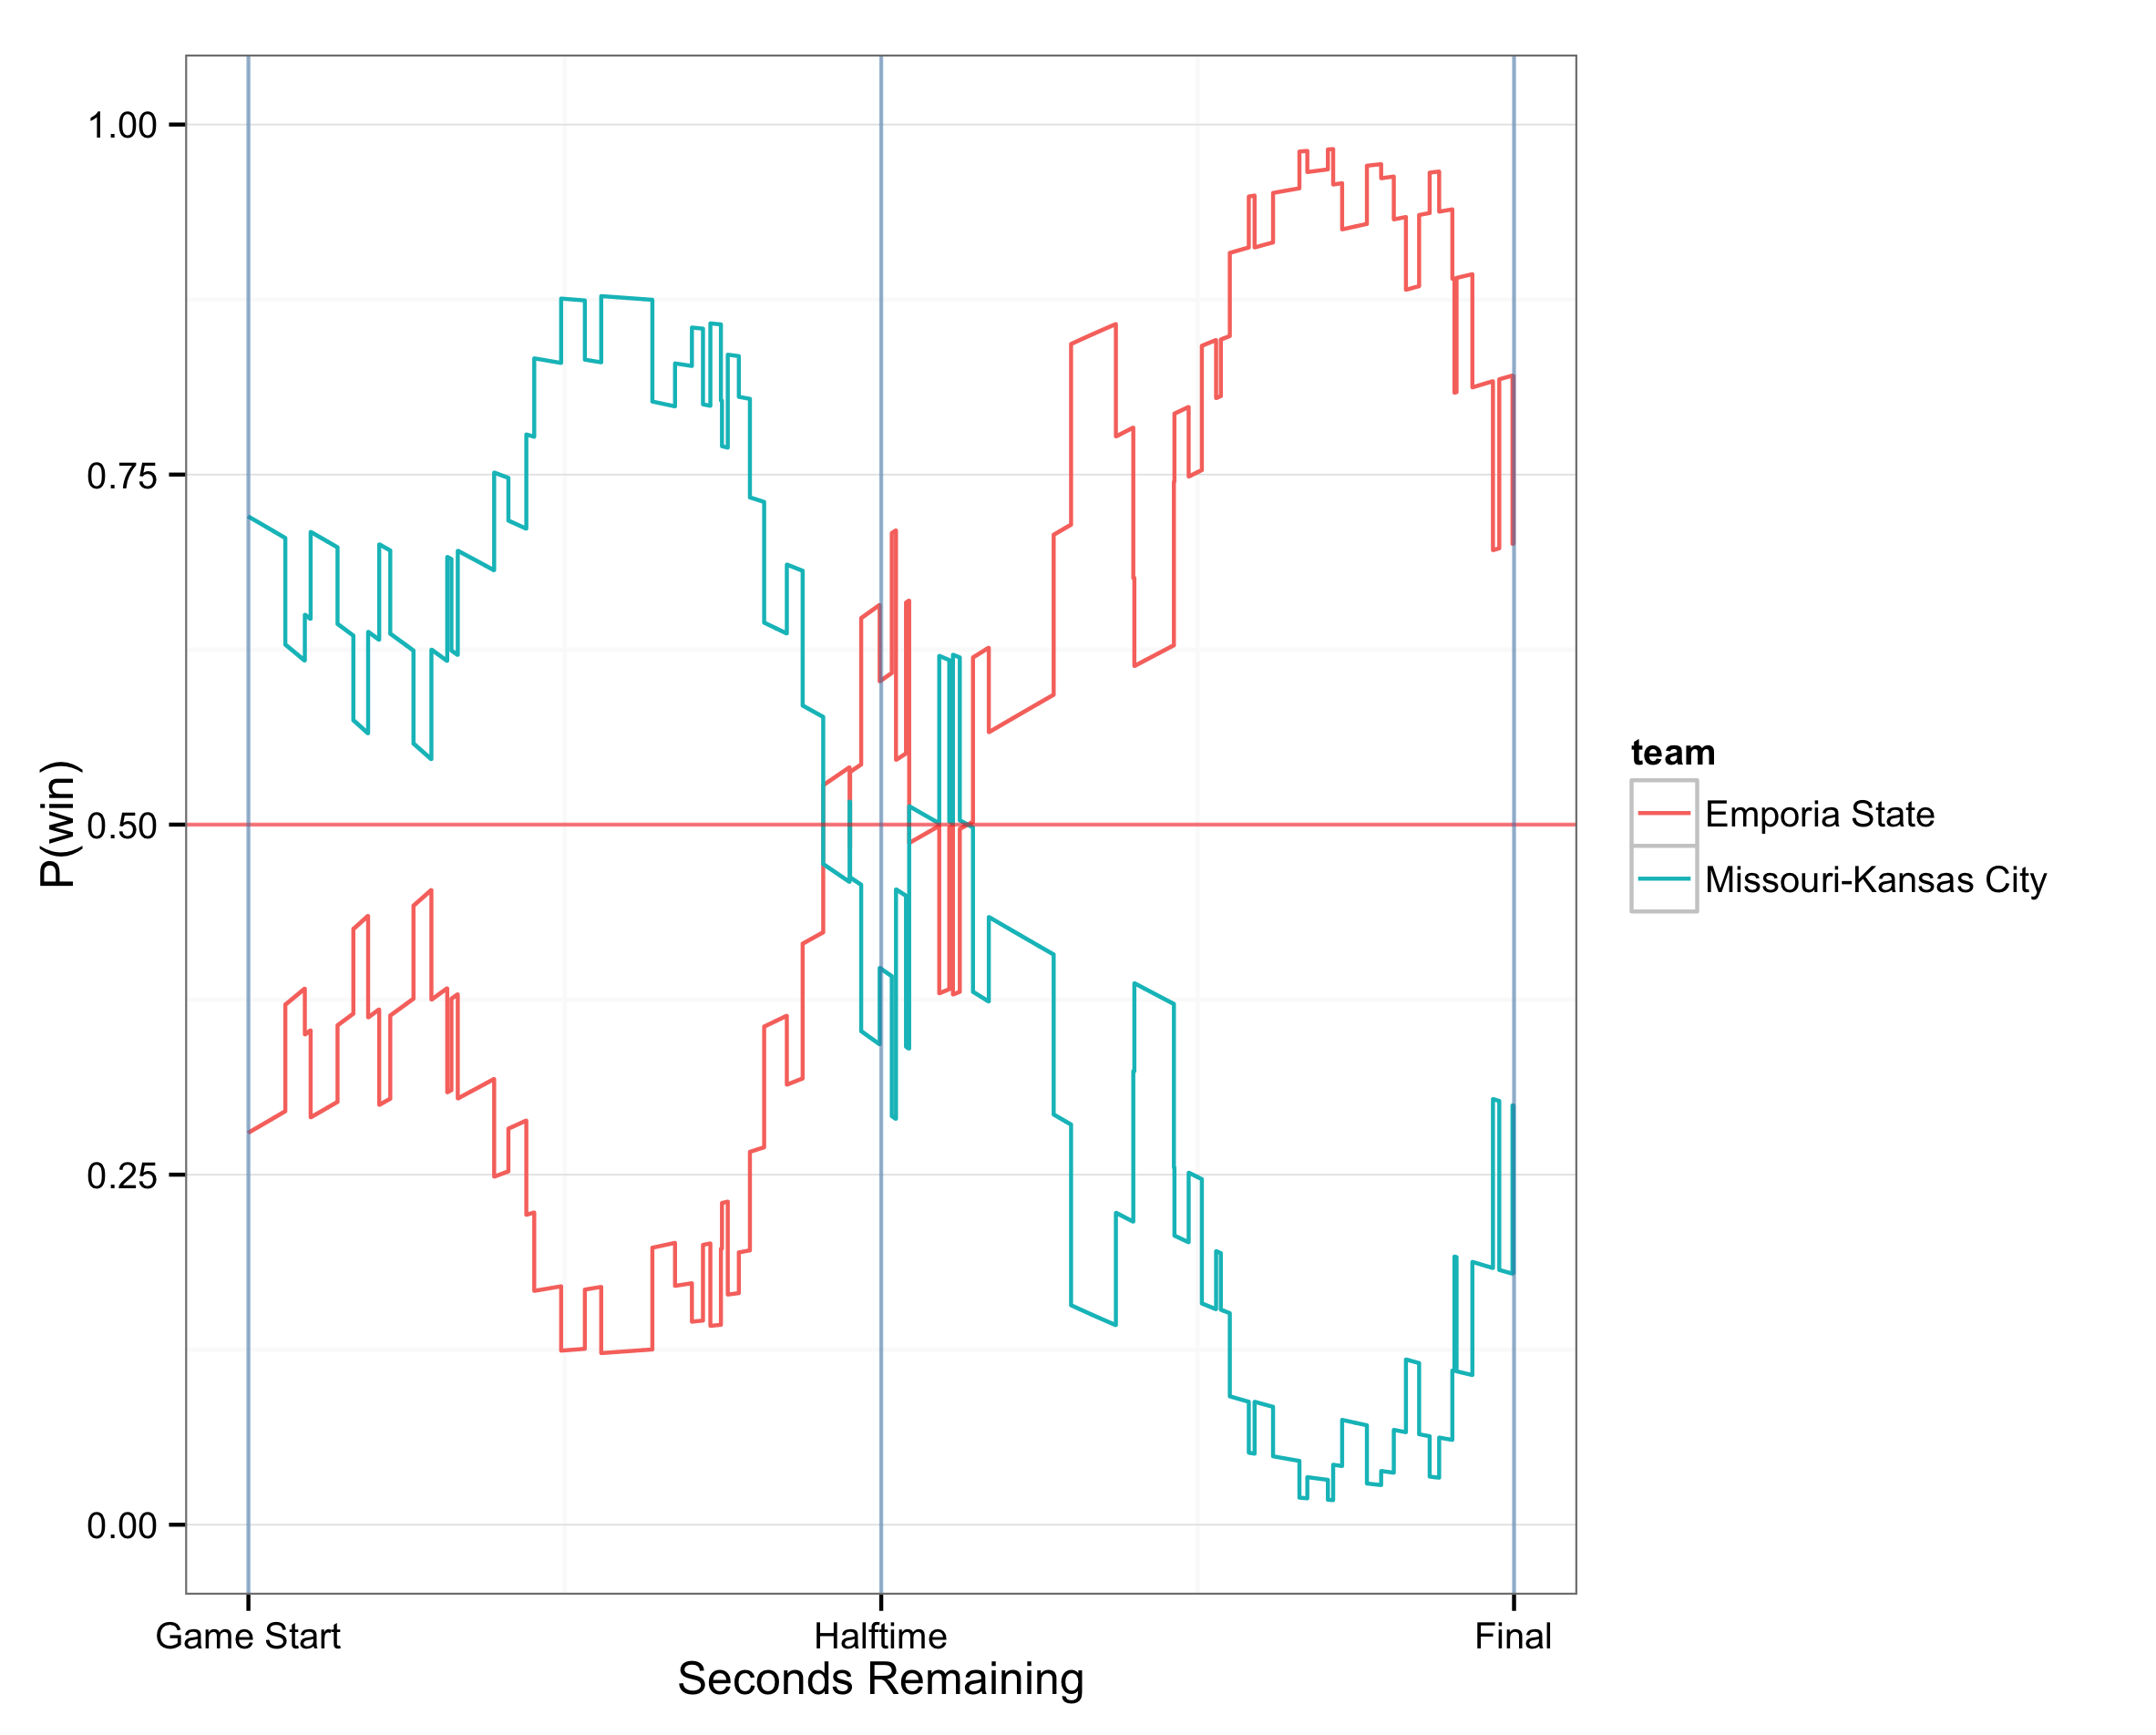 1.00
0.75
0.50
0.25
0.00
P(win)
Game Start
Halftime
Final
Seconds Remaining
team
Emporia State
Missouri-Kansas City